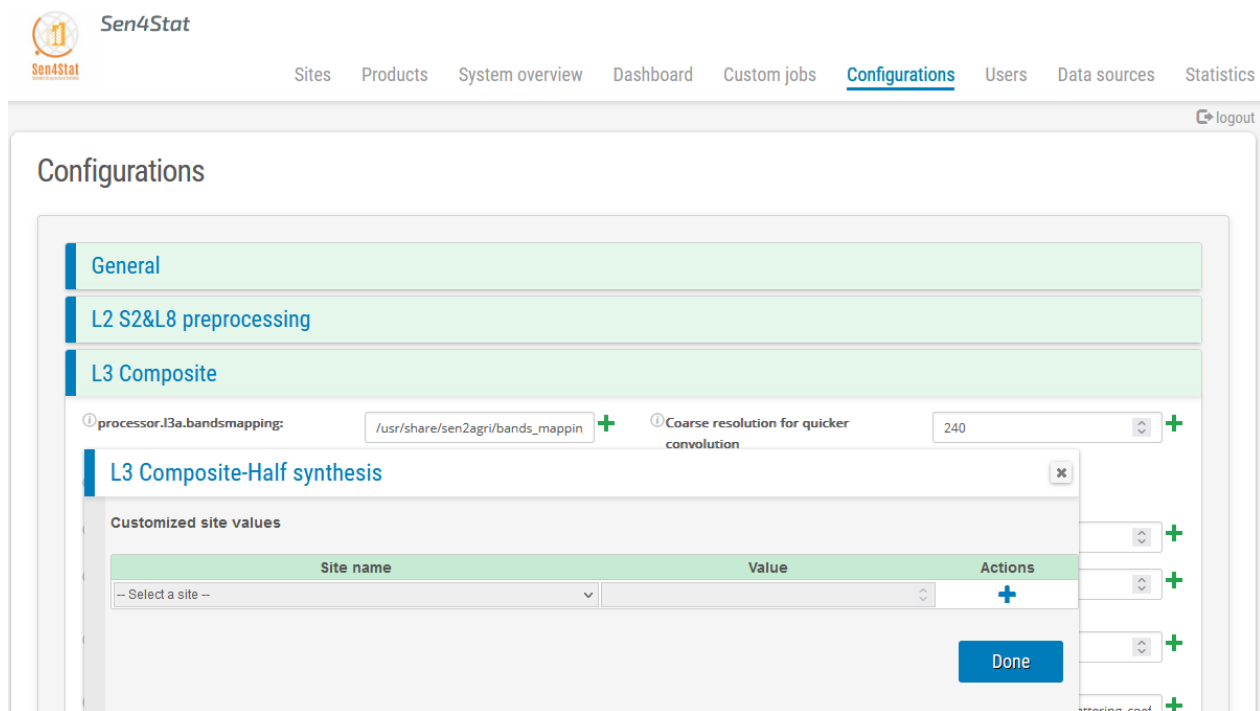 Sen4Stat
Sen4Stat
Sites Products System overview Dashboard Custom jobs Configurations Users Data sources Statistics
logout
Configurations
General
L2 S2&L8 preprocessing
L3 Composite
processor.l3a.bandsmapping: /usr/share/sen2agri/bands_mappin Coarse resolution for quicker convolution 240
L3 Composite-Half synthesis
Customized site values
Site name Value Actions
-- Select a site --
Done